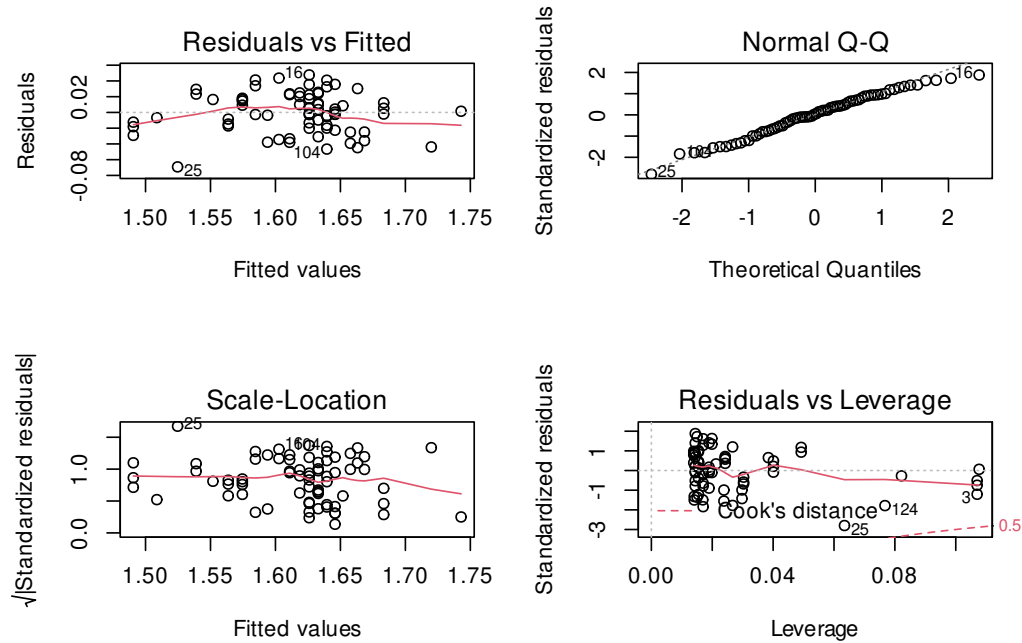 Residuals vs Fitted
Residuals
0.02
-0.08
16
104
25
1.50 1.55 1.60 1.65 1.70 1.75
Fitted values
Normal Q-Q
Standardized residuals
2
0
-2
16
25
-2 -1 0 1 2
Theoretical Quantiles
Scale-Location
√|Standardized residuals|
1.0
0.0
25
16
104
1.50 1.55 1.60 1.65 1.70 1.75
Fitted values
Residuals vs Leverage
Standardized residuals
1
-1
-3
Cook's distance
3
124
25
0.5
0.00 0.04 0.08
Leverage